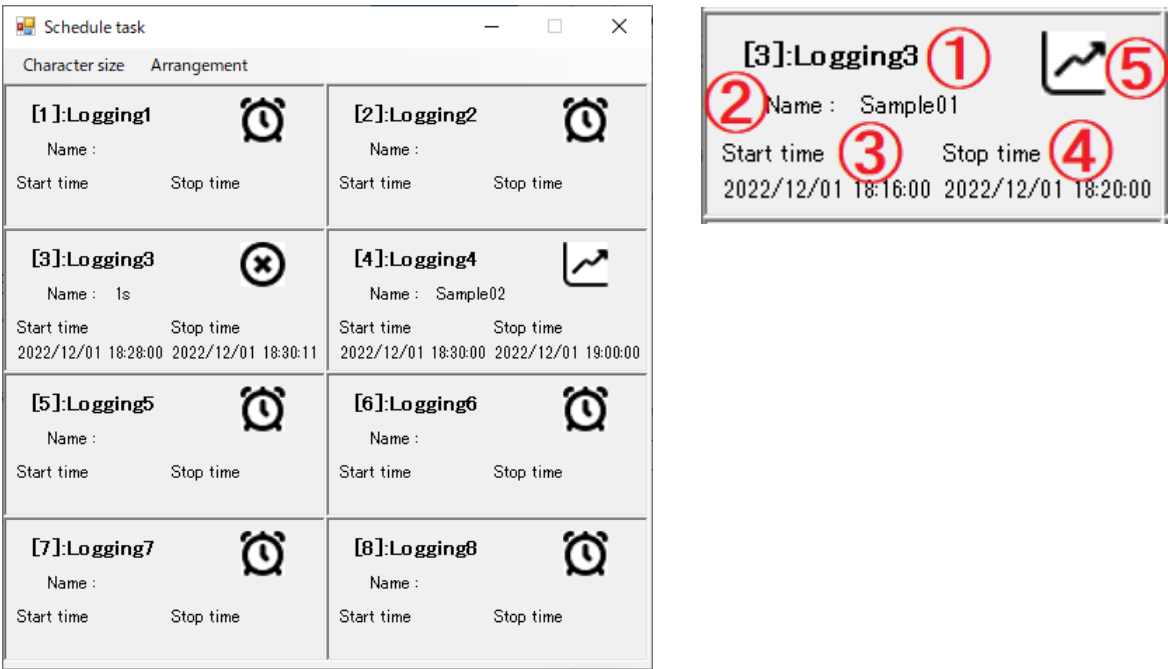 Schedule task
Character size Arrangement
[1]:Logging1
Name :
Start time Stop time
[2]:Logging2
Name :
Start time Stop time
[3]:Logging3
Name : 1s
Start time Stop time
2022/12/01 18:28:00 2022/12/01 18:30:11
[4]:Logging4
Name : Sample02
Start time Stop time
2022/12/01 18:30:00 2022/12/01 19:00:00
[5]:Logging5
Name :
Start time Stop time
[6]:Logging6
Name :
Start time Stop time
[7]:Logging7
Name :
Start time Stop time
[8]:Logging8
Name :
Start time Stop time
[3]:Logging3 ① ⑤
② Name : Sample01
Start time ③ Stop time ④
2022/12/01 18:16:00 2022/12/01 18:20:00